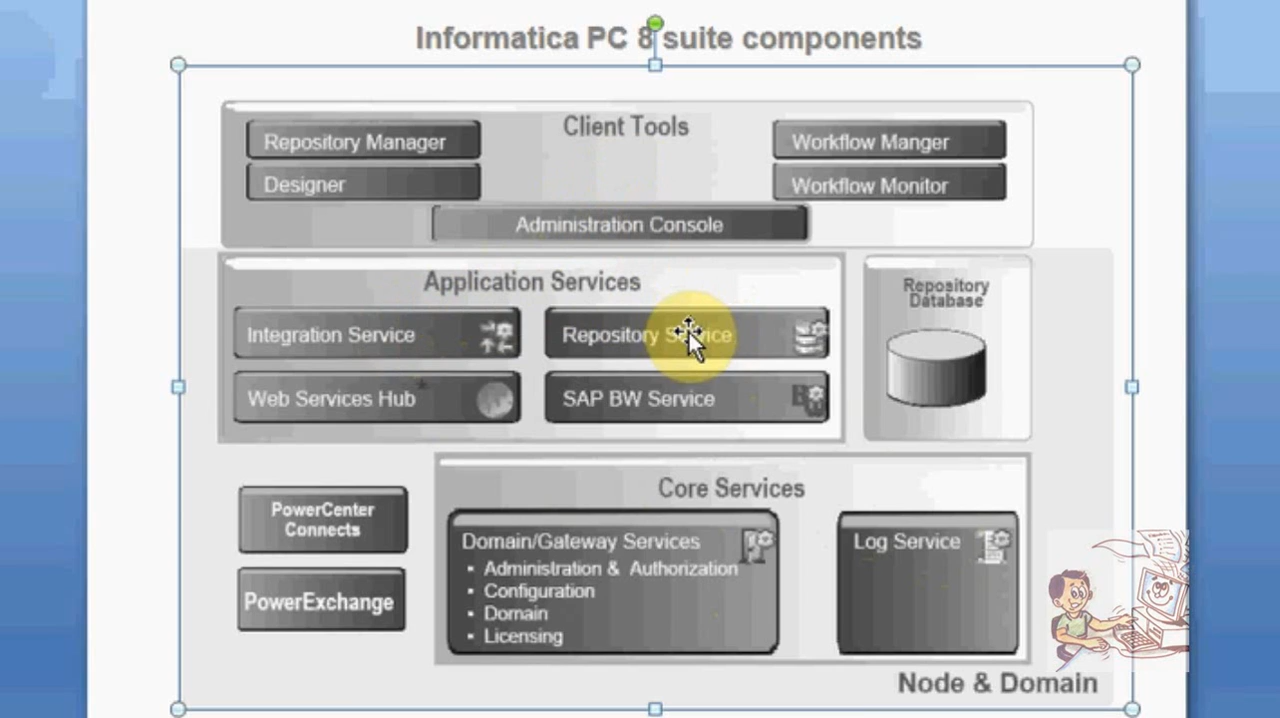 Informatica PC 8 suite components
Client Tools
Repository Manager
Workflow Manger
Designer
Workflow Monitor
Administration Console
Application Services
Repository
Database
Integration Service
Repository Service
Web Services Hub
SAP BW Service
Core Services
PowerCenter
Connects
Domain/Gateway Services
Log Service
▪ Administration & Authorization
▪ Configuration
▪ Domain
▪ Licensing
PowerExchange
Node & Domain